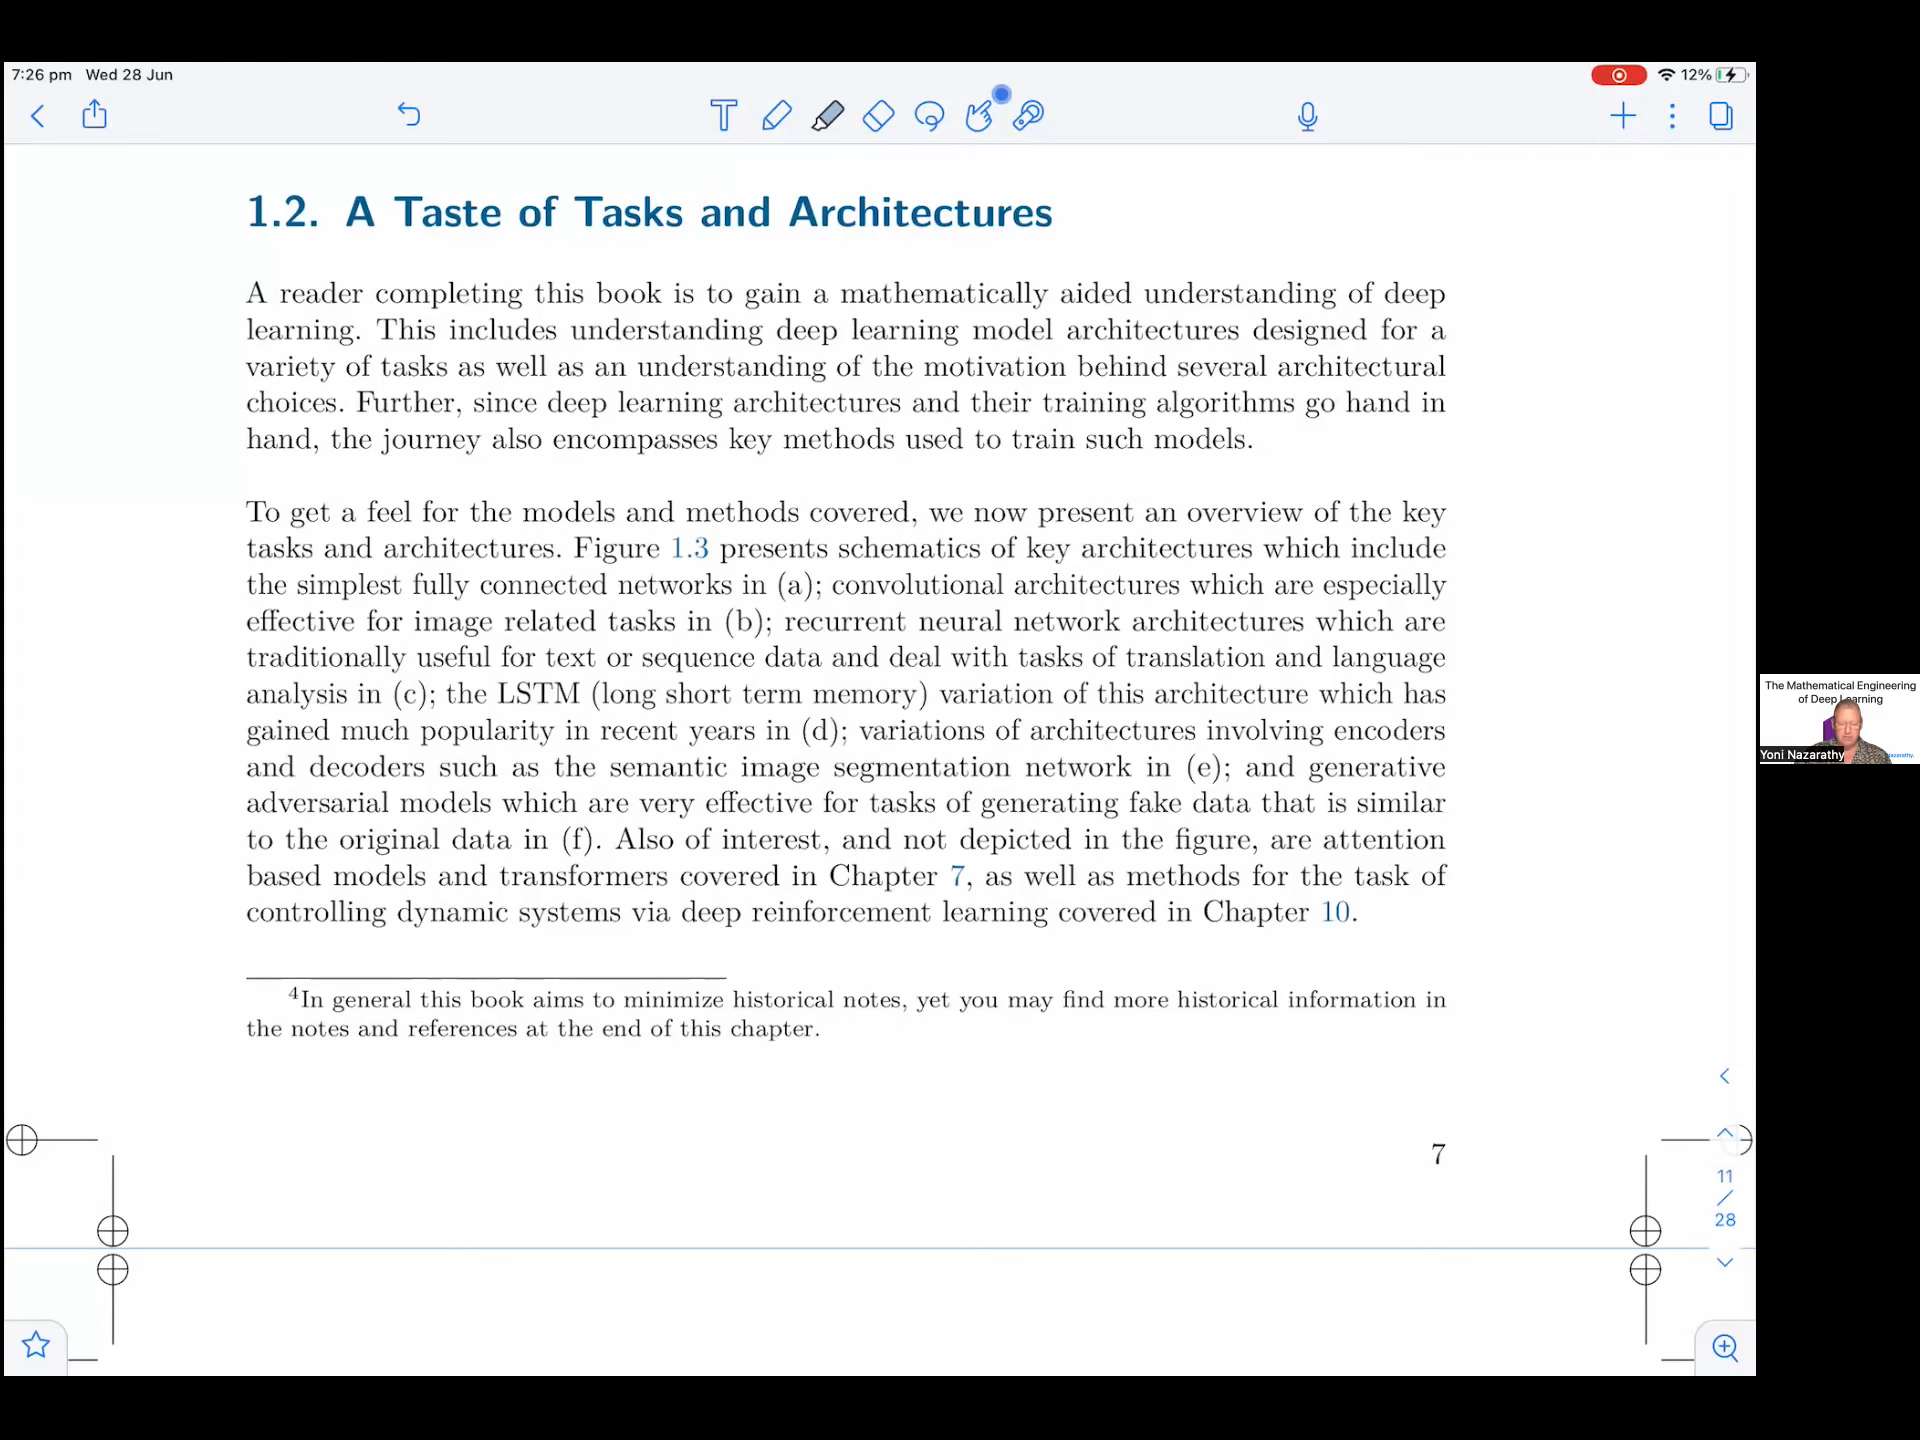 7:26 pm Wed 28 Jun
12%
1.2. A Taste of Tasks and Architectures
A reader completing this book is to gain a mathematically aided understanding of deep
learning. This includes understanding deep learning model architectures designed for a
variety of tasks as well as an understanding of the motivation behind several architectural
choices. Further, since deep learning architectures and their training algorithms go hand in
hand, the journey also encompasses key methods used to train such models.
To get a feel for the models and methods covered, we now present an overview of the key
tasks and architectures. Figure 1.3 presents schematics of key architectures which include
the simplest fully connected networks in (a); convolutional architectures which are especially
effective for image related tasks in (b); recurrent neural network architectures which are
traditionally useful for text or sequence data and deal with tasks of translation and language
analysis in (c); the LSTM (long short term memory) variation of this architecture which has
gained much popularity in recent years in (d); variations of architectures involving encoders
and decoders such as the semantic image segmentation network in (e); and generative
adversarial models which are very effective for tasks of generating fake data that is similar
to the original data in (f). Also of interest, and not depicted in the figure, are attention
based models and transformers covered in Chapter 7, as well as methods for the task of
controlling dynamic systems via deep reinforcement learning covered in Chapter 10.
4In general this book aims to minimize historical notes, yet you may find more historical information in
the notes and references at the end of this chapter.
7
11
/
28
The Mathematical Engineering
of Deep Learning
Yoni Nazarathy